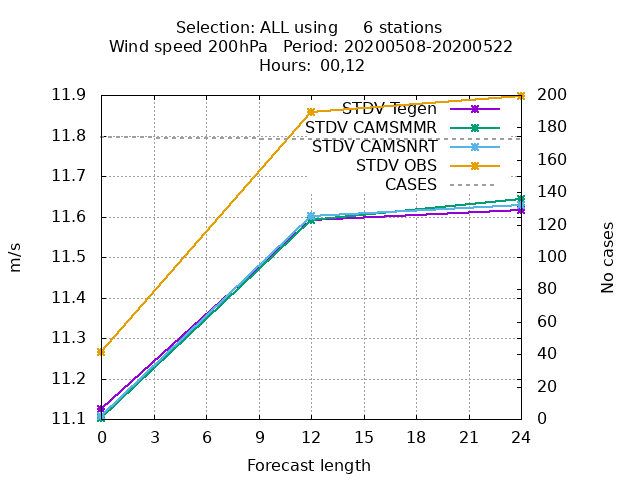 Selection: ALL using     6 stations
Wind speed 200hPa   Period: 20200508-20200522
Hours:  00,12
11.9
11.8
11.7
11.6
11.5
11.4
11.3
11.2
11.1
m/s
STDV Tegen
STDV CAMSMMR
STDV CAMSNRT
STDV OBS
CASES
200
180
160
140
120
100
80
60
40
20
0
No cases
0 3 6 9 12 15 18 21 24
Forecast length